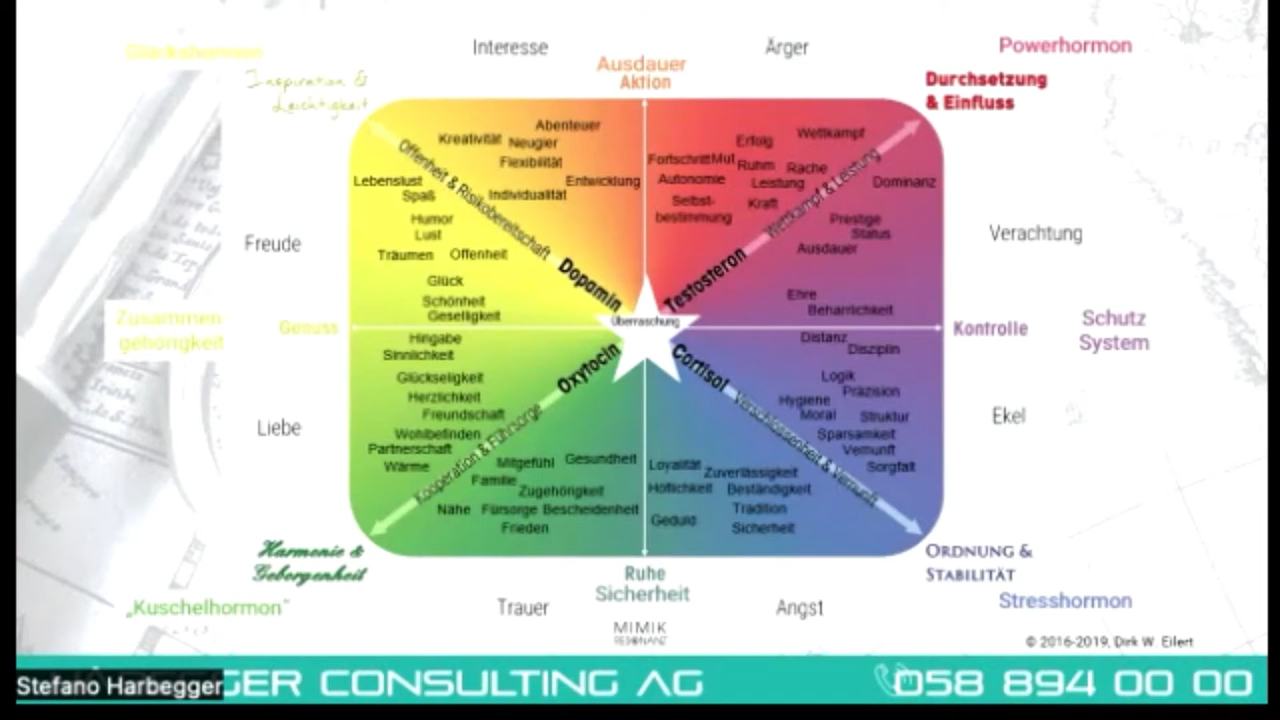 Glückshormon
Interesse
Ärger
Powerhormon
Ausdauer
Aktion
Inspiration &
Leichtigkeit
Durchsetzung
& Einfluss
Abenteuer
Kreativität
Neugier
Flexibilität
Lebenslust
Entwicklung
Spaß
Individualität
Offenheit & Risikobereitschaft
Humor
Lust
Träumen
Offenheit
Glück
Schönheit
Geselligkeit
Dopamin
Erfolg
Wettkampf
Fortschritt
Mut
Ruhm
Rache
Autonomie
Leistung
Dominanz
Selbst-
bestimmung
Kraft
Wettkampf & Leistung
Prestige
Status
Ausdauer
Ehre
Beharrlichkeit
Testosteron
Freude
Verachtung
Zusammen-
gehörigkeit
Genuss
Überraschung
Kontrolle
Schutz
System
Hingabe
Sinnlichkeit
Oxytocin
Glückseligkeit
Herzlichkeit
Freundschaft
Wohlbefinden
Partnerschaft
Wärme
Kooperation & Fürsorge
Mitgefühl
Gesundheit
Familie
Zugehörigkeit
Nähe
Fürsorge
Bescheidenheit
Frieden
Distanz
Disziplin
Cortisol
Logik
Präzision
Hygiene
Moral
Struktur
Sparsamkeit
Vernunft
Sorgfalt
Verschlossenheit & Vernunft
Loyalität
Zuverlässigkeit
Höflichkeit
Beständigkeit
Tradition
Geduld
Sicherheit
Liebe
Ekel
Harmonie &
Geborgenheit
Ordnung &
Stabilität
Ruhe
Sicherheit
„Kuschelhormon"
Trauer
Angst
Stresshormon
MIMIK
RESONANZ
© 2016-2019, Dirk W. Eilert
Stefano Harbegger
GER CONSULTING AG
058 894 00 00